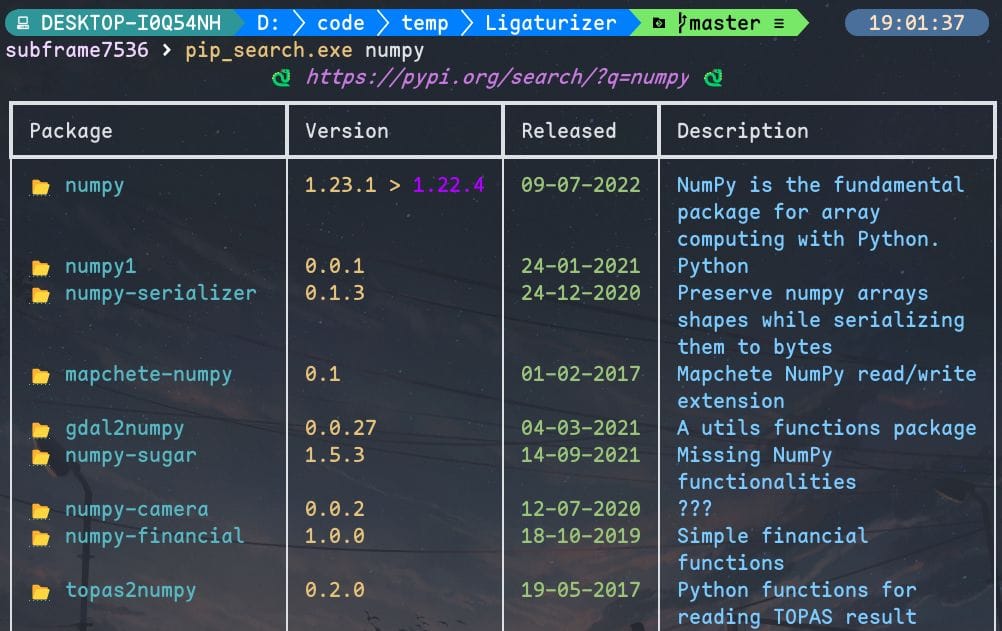 DESKTOP-I0Q54NH D: code temp Ligaturizer master ≡ 19:01:37
subframe7536 > pip_search.exe numpy
https://pypi.org/search/?q=numpy
Package Version Released Description
numpy 1.23.1 > 1.22.4 09-07-2022 NumPy is the fundamental
package for array
computing with Python.
numpy1 0.0.1 24-01-2021 Python
numpy-serializer 0.1.3 24-12-2020 Preserve numpy arrays
shapes while serializing
them to bytes
mapchete-numpy 0.1 01-02-2017 Mapchete NumPy read/write
extension
gdal2numpy 0.0.27 04-03-2021 A utils functions package
numpy-sugar 1.5.3 14-09-2021 Missing NumPy
functionalities
numpy-camera 0.0.2 12-07-2020 ???
numpy-financial 1.0.0 18-10-2019 Simple financial
functions
topas2numpy 0.2.0 19-05-2017 Python functions for
reading TOPAS result